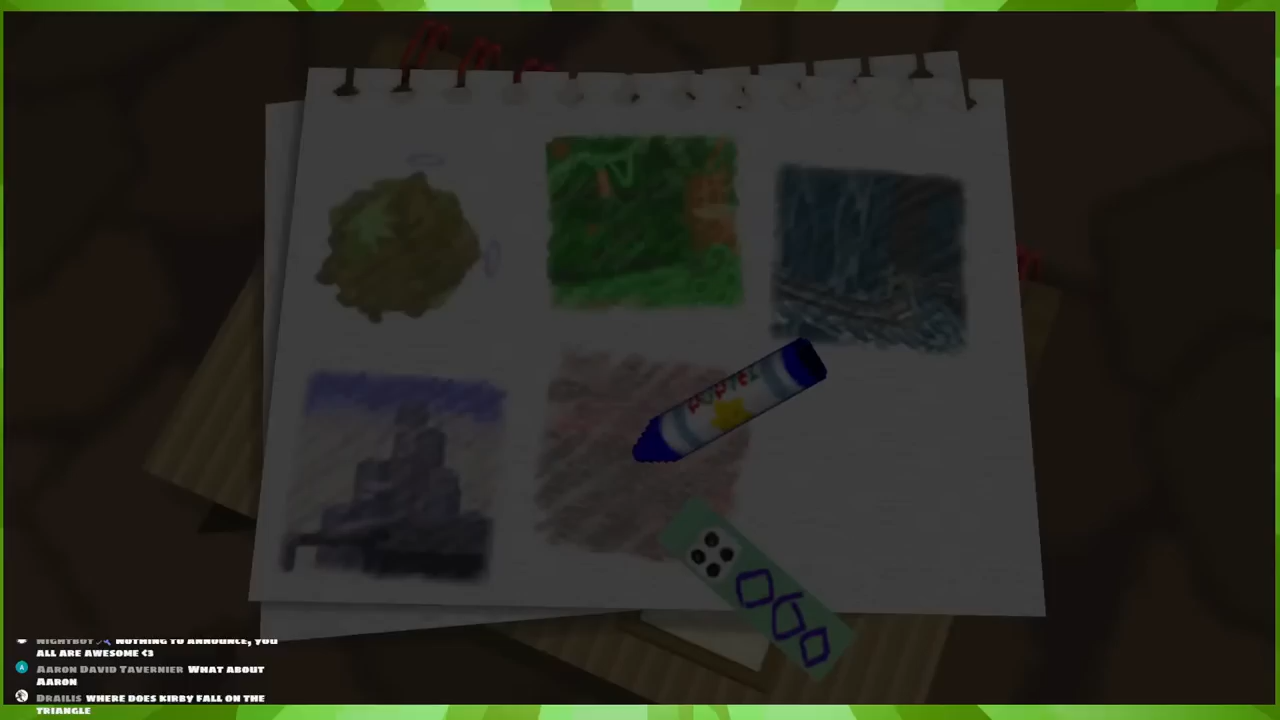 NIGHTBOT NOTHING TO ANNOUNCE, YOU
ALL ARE AWESOME <3
AARON DAVID TAVERNIER WHAT ABOUT
AARON
DRAILIS WHERE DOES KIRBY FALL ON THE
TRIANGLE